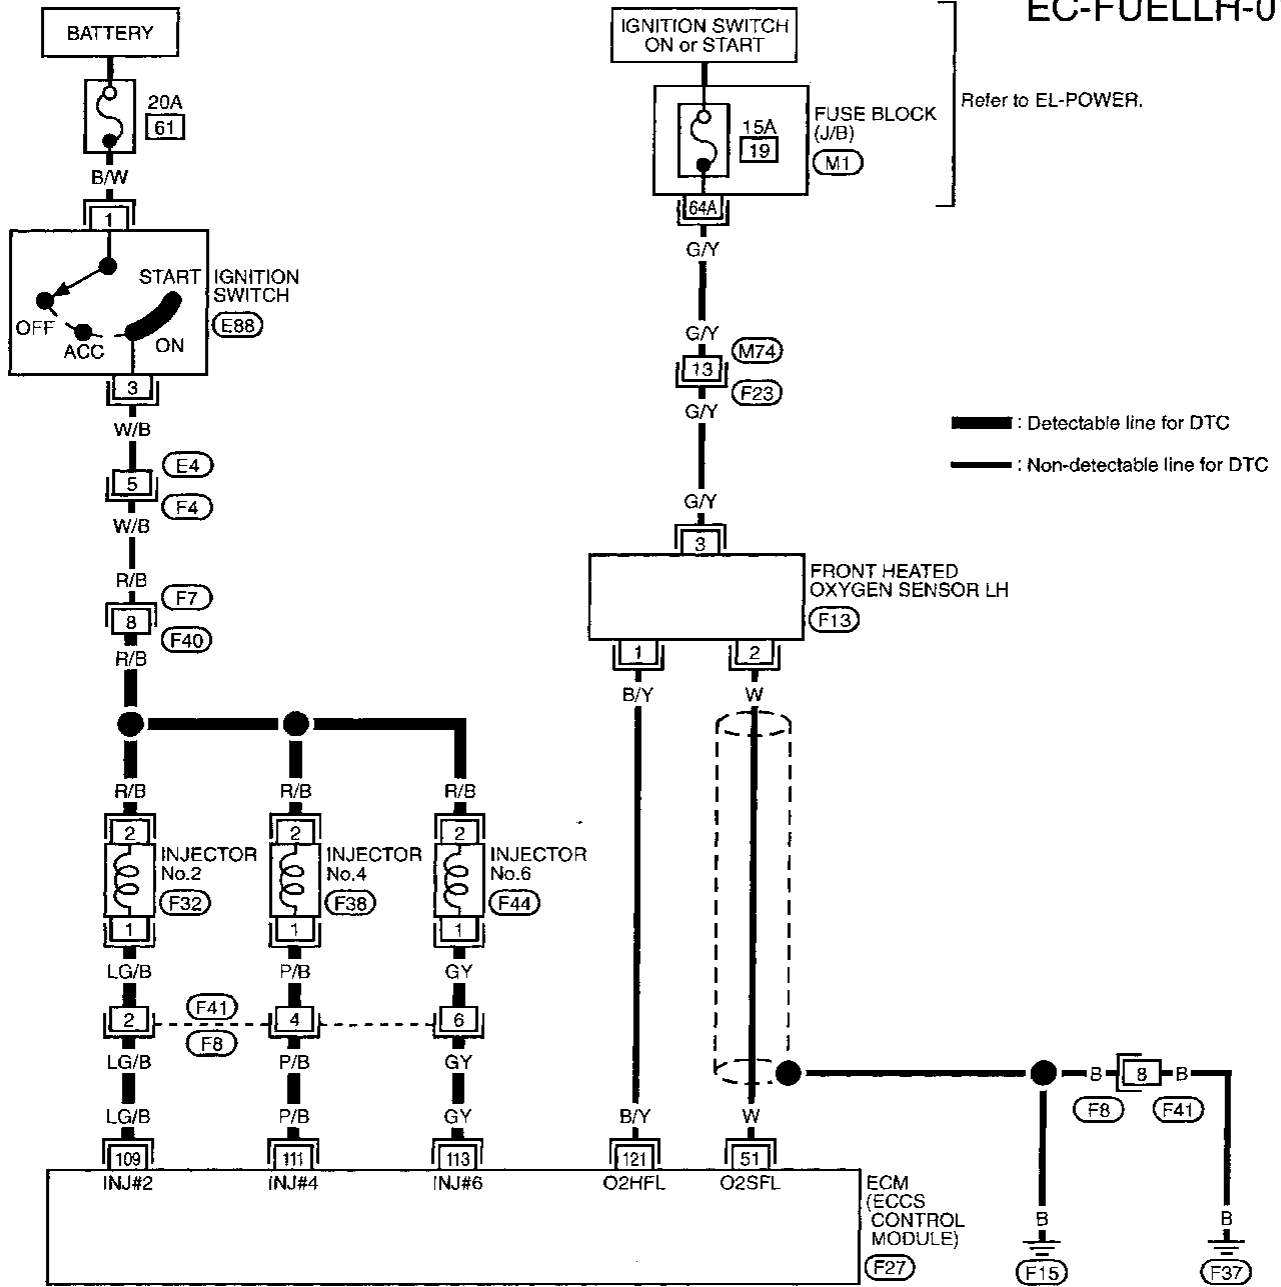 EC-FUELLH-0
BATTERY
20A
61
B/W
1
START
OFF
ACC
ON
IGNITION
SWITCH
E88
3
W/B
5
E4
F4
W/B
R/B
8
F7
F40
R/B
R/B
R/B
R/B
2
2
2
INJECTOR
No.2
F32
INJECTOR
No.4
F38
INJECTOR
No.6
F44
1
1
1
LG/B
P/B
GY
2
F41
F8
4
6
LG/B
P/B
GY
LG/B
P/B
GY
109
111
113
INJ#2
INJ#4
INJ#6
IGNITION SWITCH
ON or START
15A
19
FUSE BLOCK
(J/B)
M1
64A
Refer to EL-POWER.
G/Y
G/Y
13
M74
F23
G/Y
G/Y
3
FRONT HEATED
OXYGEN SENSOR LH
F13
1
2
B/Y
W
B/Y
W
121
51
O2HFL
O2SFL
ECM
(ECCS
CONTROL
MODULE)
F27
: Detectable line for DTC
: Non-detectable line for DTC
B
8
B
F8
F41
B
B
F15
F37